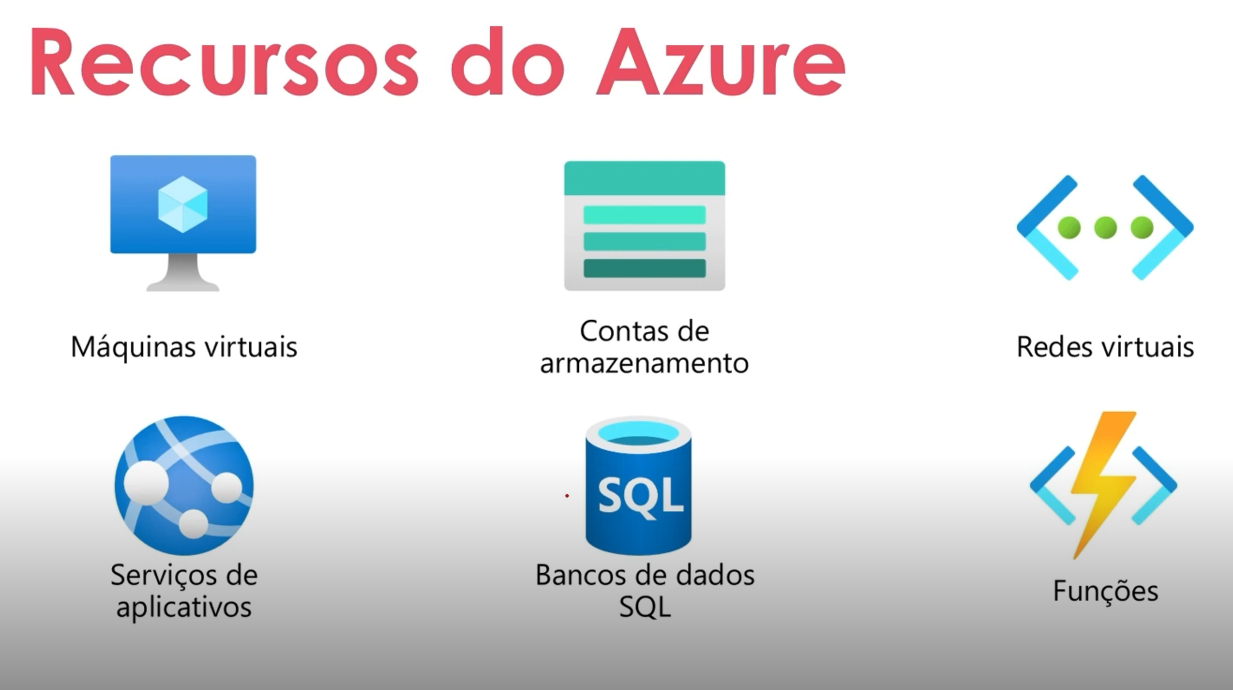 Recursos do Azure
Máquinas virtuais
Contas de
armazenamento
Redes virtuais
Serviços de
aplicativos
SQL
Bancos de dados
SQL
Funções